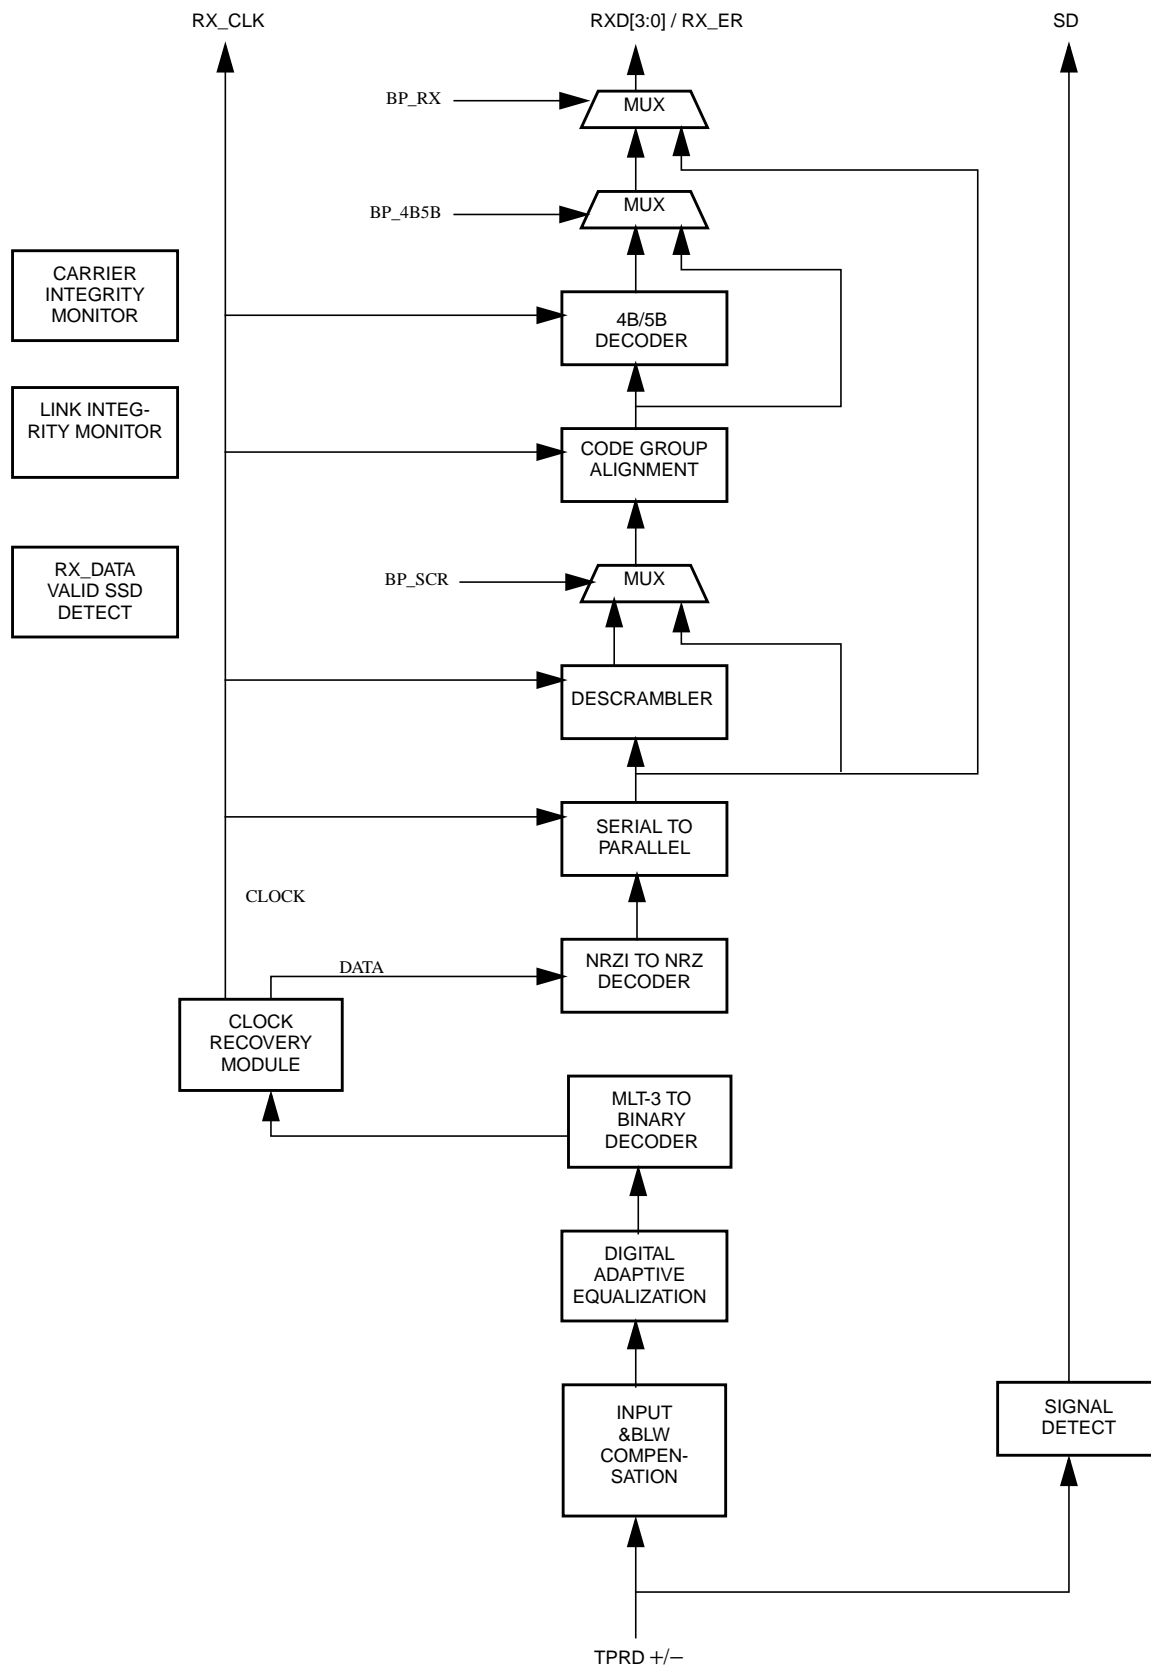 RX_CLK
RXD[3:0] / RX_ER
SD
BP_RX
MUX
BP_4B5B
MUX
CARRIER
INTEGRITY
MONITOR
4B/5B
DECODER
LINK INTEG-
RITY MONITOR
CODE GROUP
ALIGNMENT
RX_DATA
VALID SSD
DETECT
BP_SCR
MUX
DESCRAMBLER
SERIAL TO
PARALLEL
CLOCK
DATA
NRZI TO NRZ
DECODER
CLOCK
RECOVERY
MODULE
MLT-3 TO
BINARY
DECODER
DIGITAL
ADAPTIVE
EQUALIZATION
INPUT
&BLW
COMPEN-
SATION
SIGNAL
DETECT
TPRD +/−